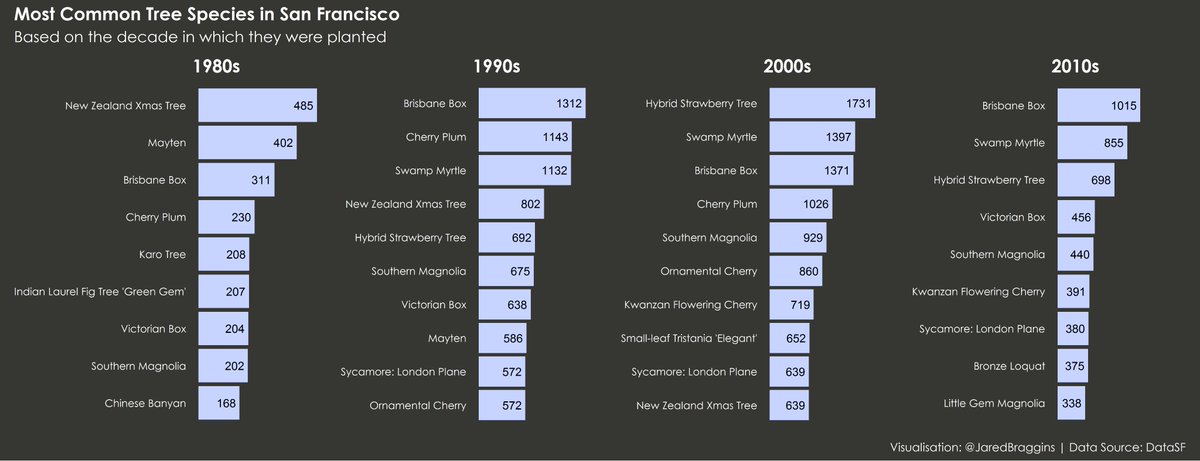 Most Common Tree Species in San Francisco
Based on the decade in which they were planted
1980s
New Zealand Xmas Tree 485
Mayten 402
Brisbane Box 311
Cherry Plum 230
Karo Tree 208
Indian Laurel Fig Tree 'Green Gem' 207
Victorian Box 204
Southern Magnolia 202
Chinese Banyan 168
1990s
Brisbane Box 1312
Cherry Plum 1143
Swamp Myrtle 1132
New Zealand Xmas Tree 802
Hybrid Strawberry Tree 692
Southern Magnolia 675
Victorian Box 638
Mayten 586
Sycamore: London Plane 572
Ornamental Cherry 572
2000s
Hybrid Strawberry Tree 1731
Swamp Myrtle 1397
Brisbane Box 1371
Cherry Plum 1026
Southern Magnolia 929
Ornamental Cherry 860
Kwanzan Flowering Cherry 719
Small-leaf Tristania 'Elegant' 652
Sycamore: London Plane 639
New Zealand Xmas Tree 639
2010s
Brisbane Box 1015
Swamp Myrtle 855
Hybrid Strawberry Tree 698
Victorian Box 456
Southern Magnolia 440
Kwanzan Flowering Cherry 391
Sycamore: London Plane 380
Bronze Loquat 375
Little Gem Magnolia 338
Visualisation: @JaredBraggins | Data Source: DataSF